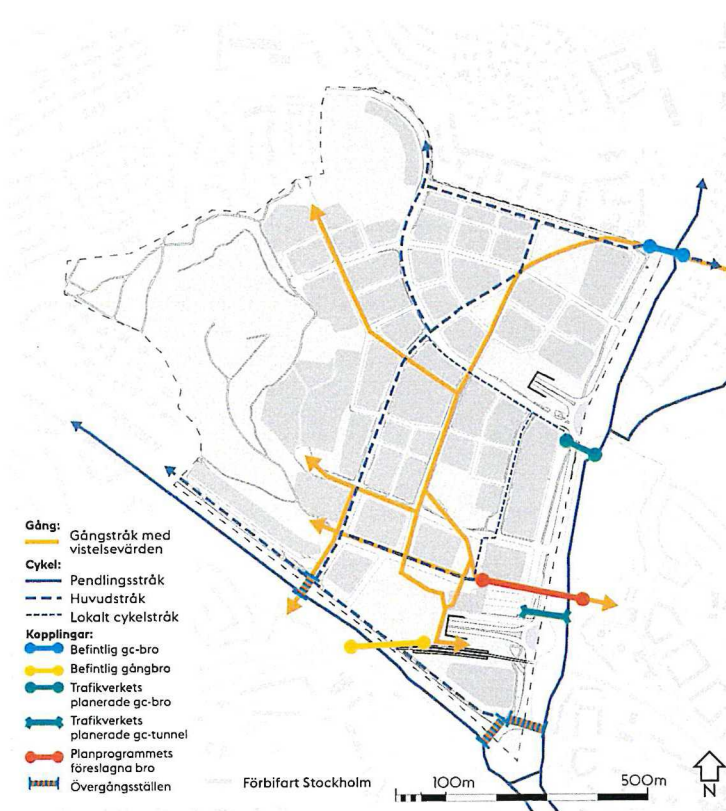 Gång:
Gångstråk med
vistelsevärden
Cykel:
Pendlingsstråk
Huvudstråk
Lokalt cykelstråk
Kopplingar:
Befintlig gc-bro
Befintlig gångbro
Trafikverkets
planerade gc-bro
Trafikverkets
planerade gc-tunnel
Planprogrammets
föreslagna bro
Övergångsställen
Förbifart Stockholm
100m
500m
N